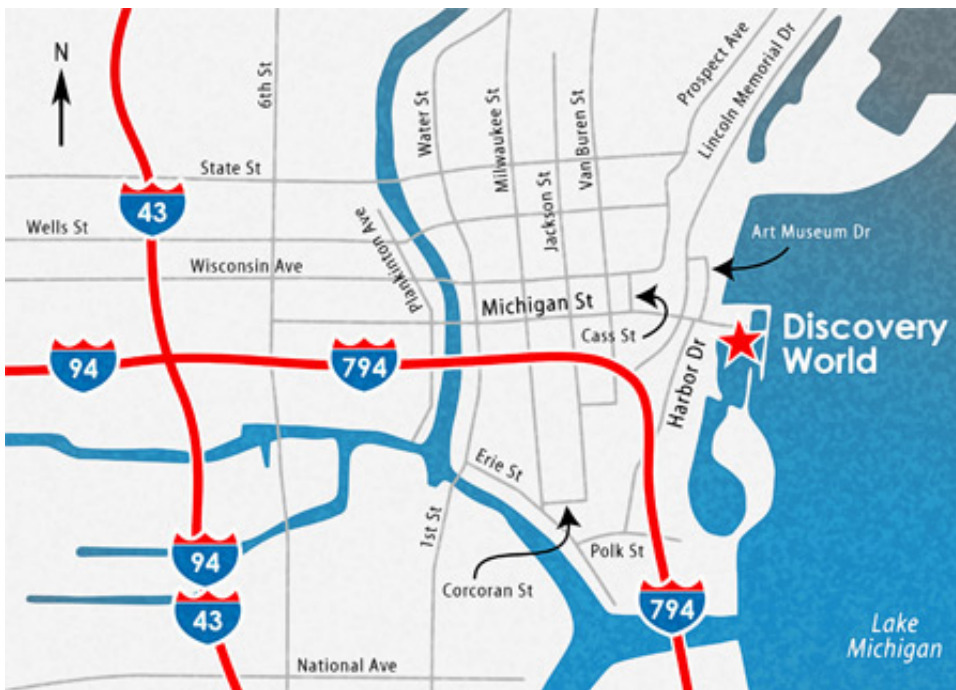 N
6th St
Water St
Milwaukee St
Jackson St
Van Buren St
Prospect Ave
Lincoln Memorial Dr
State St
43
Wells St
Plankinton Ave
Art Museum Dr
Wisconsin Ave
Michigan St
Cass St
Discovery
World
94
794
Harbor Dr
Erie St
1st St
94
Polk St
Corcoran St
43
794
Lake
Michigan
National Ave